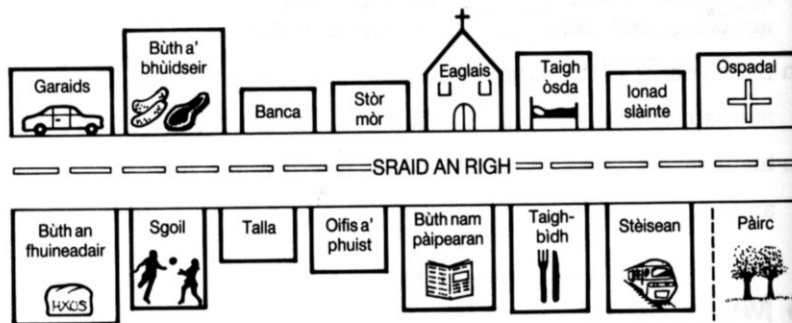 Garaids
Bùth a'
bhùidseir
Banca
Stòr
mòr
Eaglais
Taigh
òsda
Ionad
slàinte
Ospadal
SRAID AN RIGH
Bùth an
fhuineadair
HXOS
Sgoil
Talla
Oifis a'
phuist
Bùth nam
pàipearan
Taigh-
bìdh
Stèisean
Pàirc